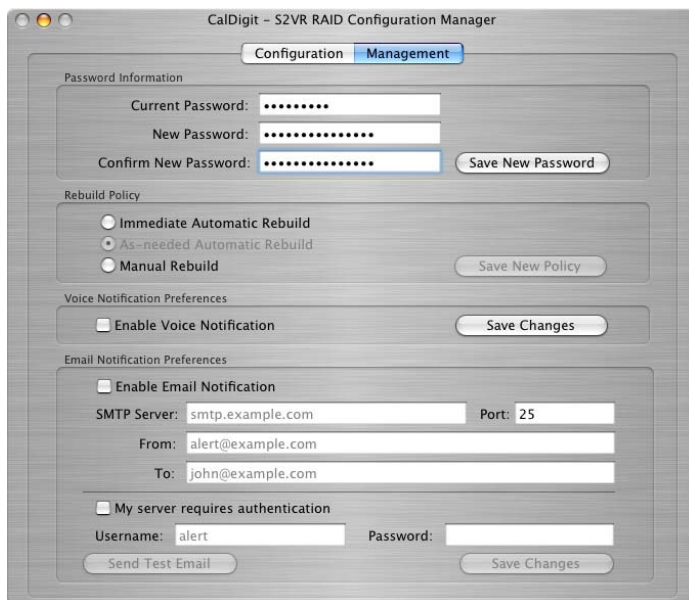 CalDigit – S2VR RAID Configuration Manager
Configuration Management
Password Information
Current Password: •••••••••
New Password: •••••••••••••••
Confirm New Password: ••••••••••••••• Save New Password
Rebuild Policy
Immediate Automatic Rebuild
As-needed Automatic Rebuild
Manual Rebuild Save New Policy
Voice Notification Preferences
Enable Voice Notification Save Changes
Email Notification Preferences
Enable Email Notification
SMTP Server: smtp.example.com Port: 25
From: alert@example.com
To: john@example.com
My server requires authentication
Username: alert Password:
Send Test Email Save Changes